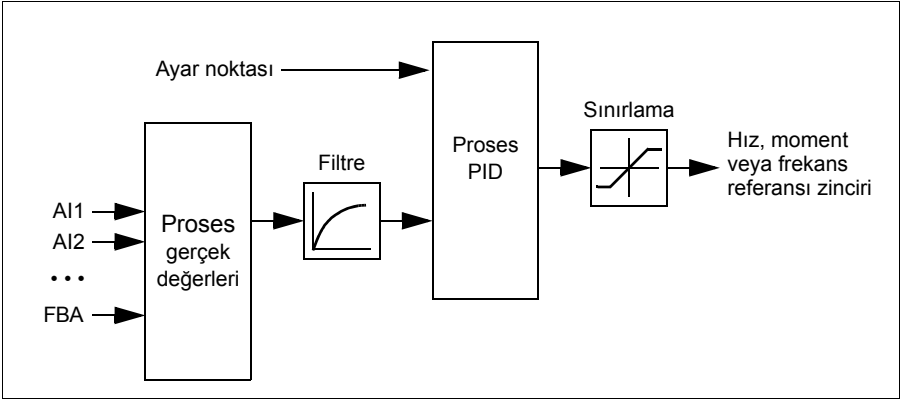 Ayar noktası
Proses
PID
Sınırlama
Hız, moment
veya frekans
referansı zinciri
Filtre
Proses
gerçek
değerleri
AI1
AI2
• • •
FBA